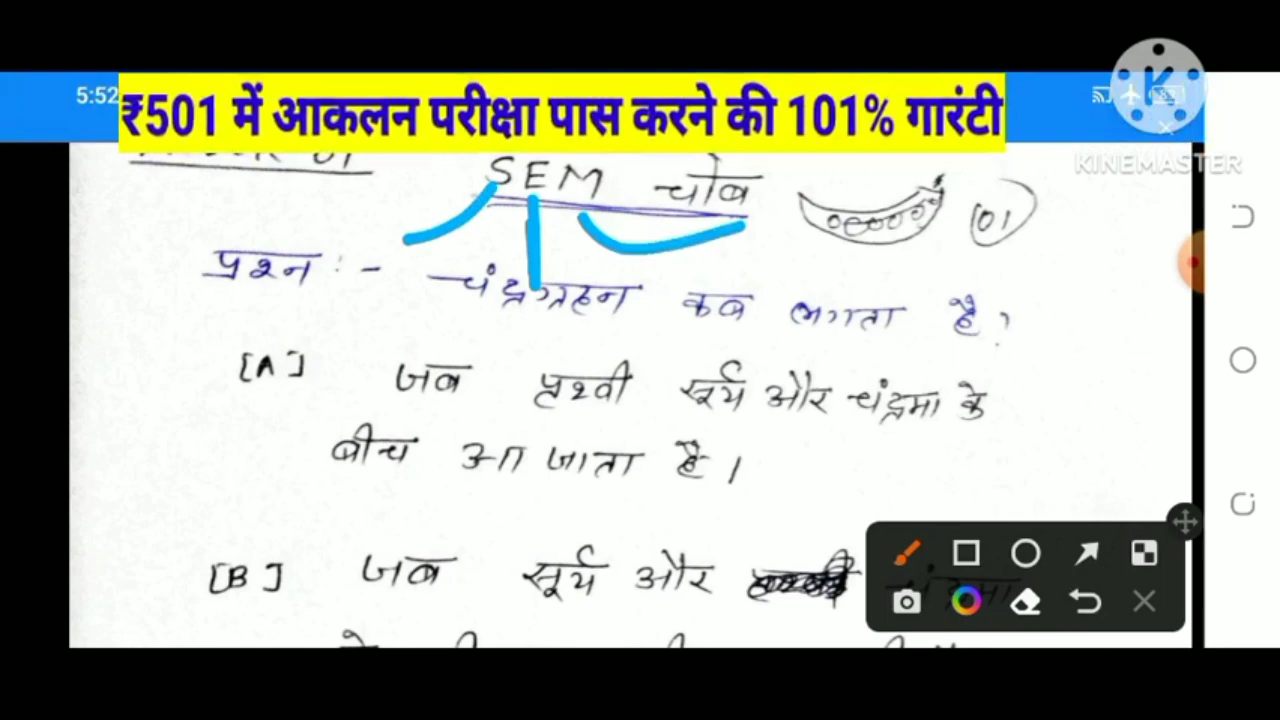 5:52
₹501 में आकलन परीक्षा पास करने की 101% गारंटी
KINEMASTER
SEM चोब
01
प्रश्न :- चंद्रग्रहन कब लगता है?
[A] जब पृथ्वी सूर्य और चंद्रमा के
बीच आ जाता है।
[B] जब सूर्य और चंद्रमा